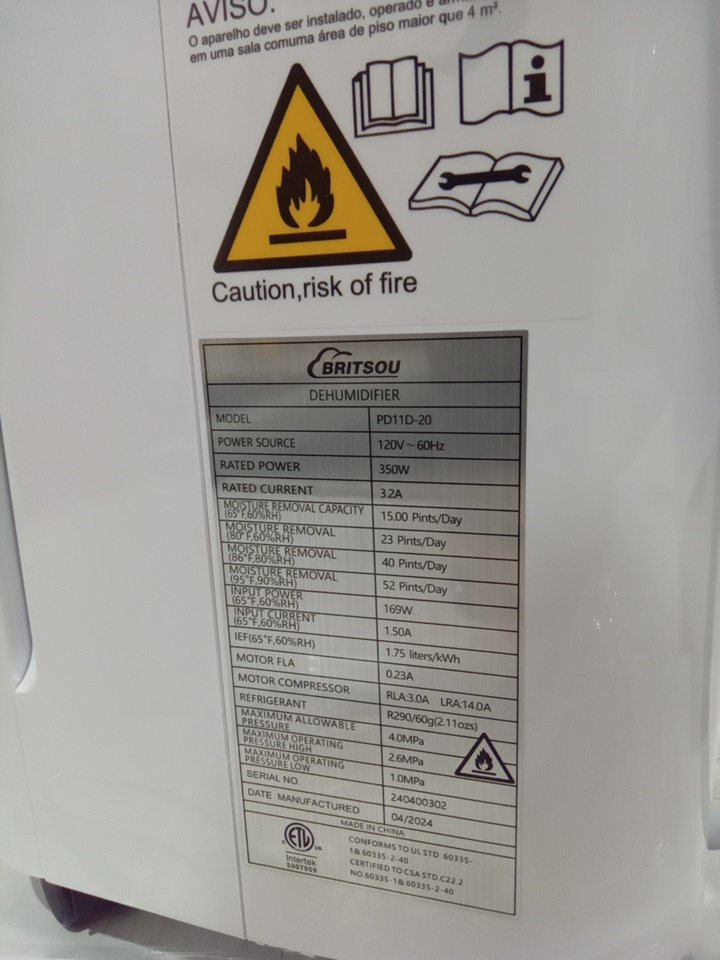 AVISO:
O aparelho deve ser instalado, operado e
em uma sala comuma área de piso maior que 4 m².
Caution,risk of fire
BRITSOU
DEHUMIDIFIER
MODEL PD11D-20
POWER SOURCE 120V～60Hz
RATED POWER 350W
RATED CURRENT 3.2A
MOISTURE REMOVAL CAPACITY
(65°F,60%RH) 15.00 Pints/Day
MOISTURE REMOVAL
(80°F,60%RH) 23 Pints/Day
MOISTURE REMOVAL
(86°F,80%RH) 40 Pints/Day
MOISTURE REMOVAL
(95°F,90%RH) 52 Pints/Day
INPUT POWER
(65°F,60%RH) 169W
INPUT CURRENT
(65°F,60%RH) 1.50A
IEF(65°F,60%RH) 1.75 liters/kWh
MOTOR FLA 0.23A
MOTOR COMPRESSOR RLA:3.0A LRA:14.0A
REFRIGERANT R290/60g(2.11ozs)
MAXIMUM ALLOWABLE
PRESSURE 4.0MPa
MAXIMUM OPERATING
PRESSURE HIGH 2.6MPa
MAXIMUM OPERATING
PRESSURE LOW 1.0MPa
SERIAL NO. 240400302
DATE MANUFACTURED 04/2024
MADE IN CHINA
C ETL US
Intertek
5007959
CONFORMS TO UL STD .60335-
1& 60335-2-40
CERTIFIED TO CSA STD.C22.2
NO.60335-1& 60335-2-40